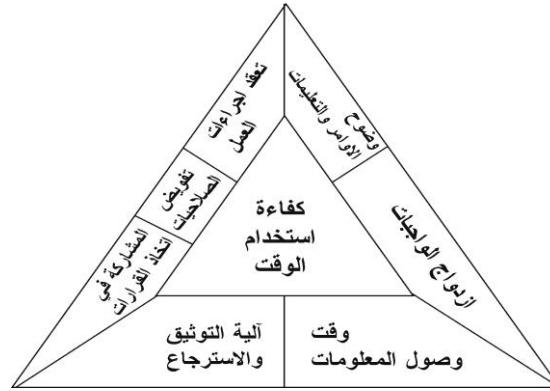 وضوح
الاوامر والتعليمات
ازدواج الواجبات
تعقد اجراءات
العمل
تفويض
الصلاحيات
المشاركة في
اتخاذ القرارات
كفاءة
استخدام
الوقت
وقت
وصول المعلومات
آلية التوثيق
والاسترجاع